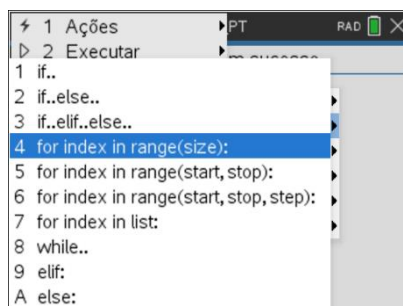 1 Ações PT RAD
2 Executar
1 if..
2 if..else..
3 if..elif..else..
4 for index in range(size):
5 for index in range(start, stop):
6 for index in range(start, stop, step):
7 for index in list:
8 while..
9 elif:
A else: